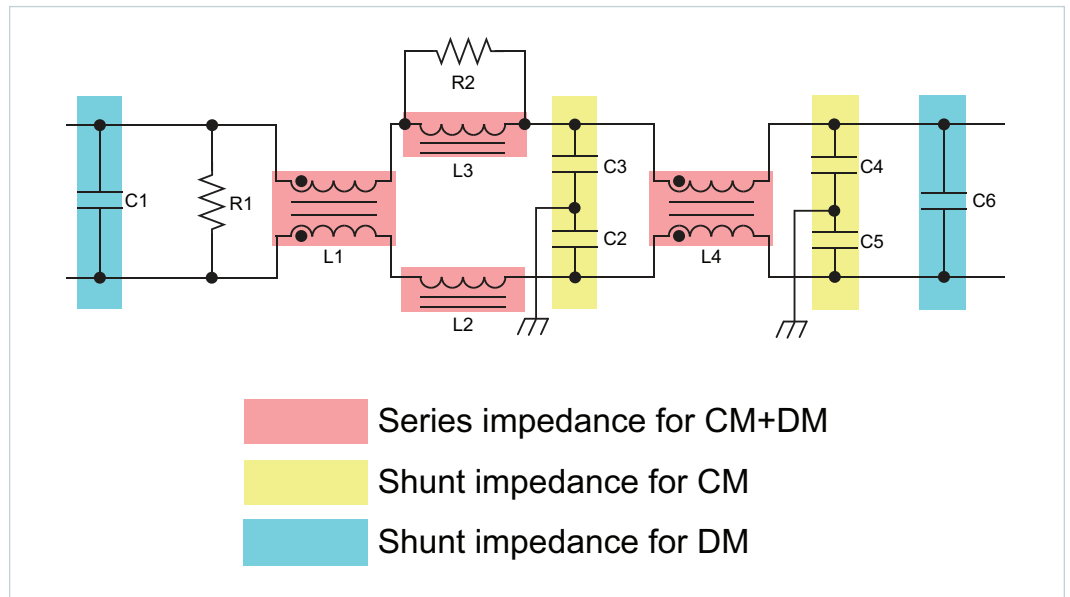 R2
L3
C3
C4
C1
R1
C6
C2
C5
L1
L4
L2
Series impedance for CM+DM
Shunt impedance for CM
Shunt impedance for DM